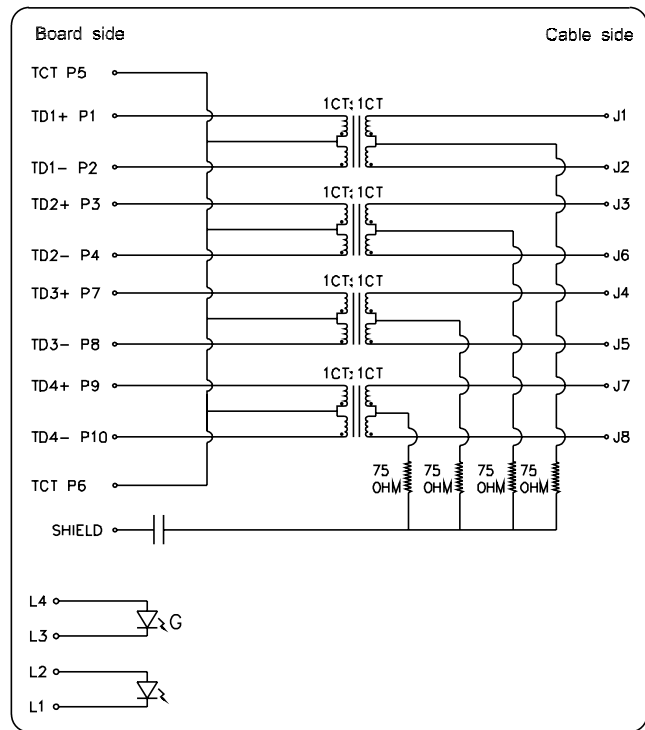 Board side
Cable side
TCT P5
1CT:1CT
TD1+ P1
J1
TD1- P2
J2
1CT:1CT
TD2+ P3
J3
TD2- P4
J6
1CT:1CT
TD3+ P7
J4
TD3- P8
J5
1CT:1CT
TD4+ P9
J7
TD4- P10
J8
75 OHM
75 OHM
75 OHM
75 OHM
TCT P6
SHIELD
L4
G
L3
L2
L1